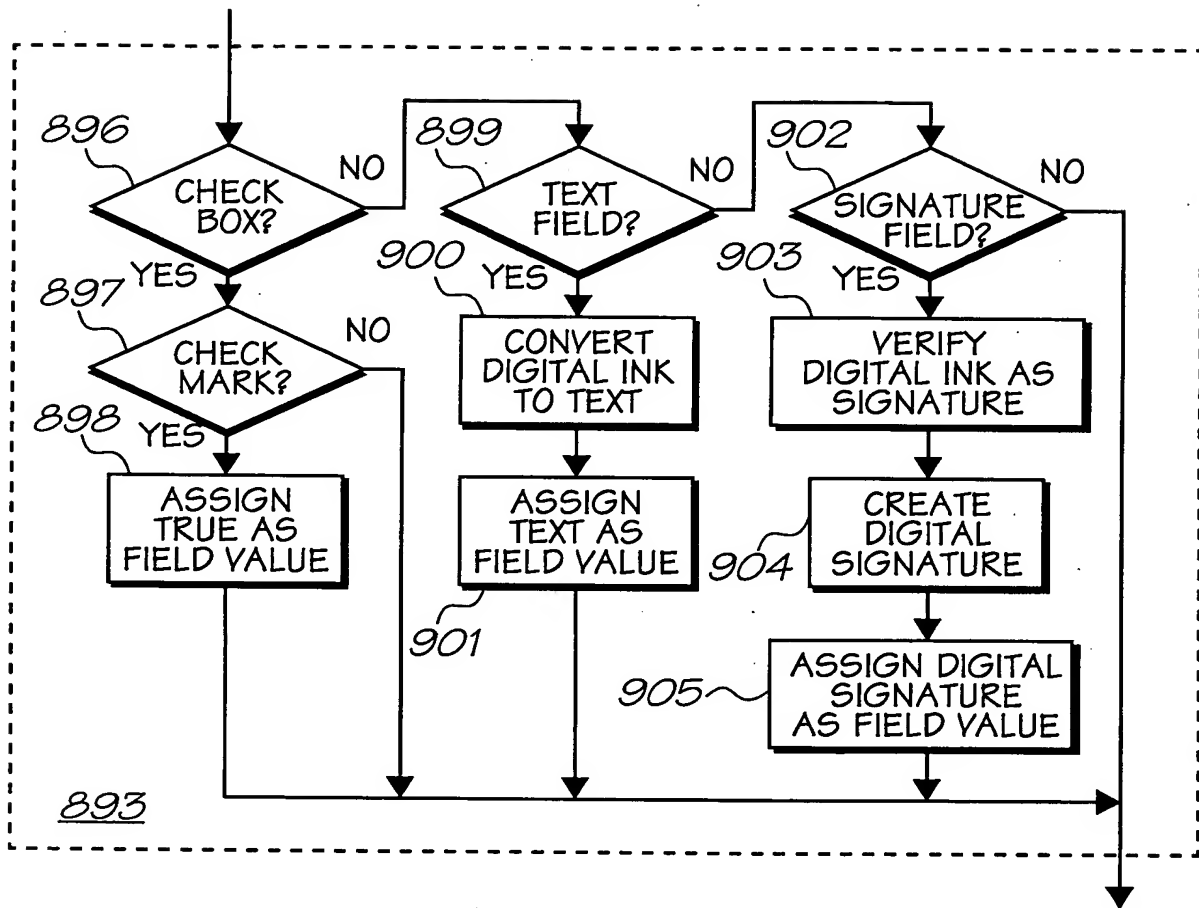 896
CHECK
BOX?
NO
YES
897
CHECK
MARK?
NO
YES
898
ASSIGN
TRUE AS
FIELD VALUE
899
TEXT
FIELD?
NO
YES
900
CONVERT
DIGITAL INK
TO TEXT
ASSIGN
TEXT AS
FIELD VALUE
901
902
SIGNATURE
FIELD?
NO
YES
903
VERIFY
DIGITAL INK AS
SIGNATURE
CREATE
DIGITAL
SIGNATURE
904
ASSIGN DIGITAL
SIGNATURE
AS FIELD VALUE
905
893